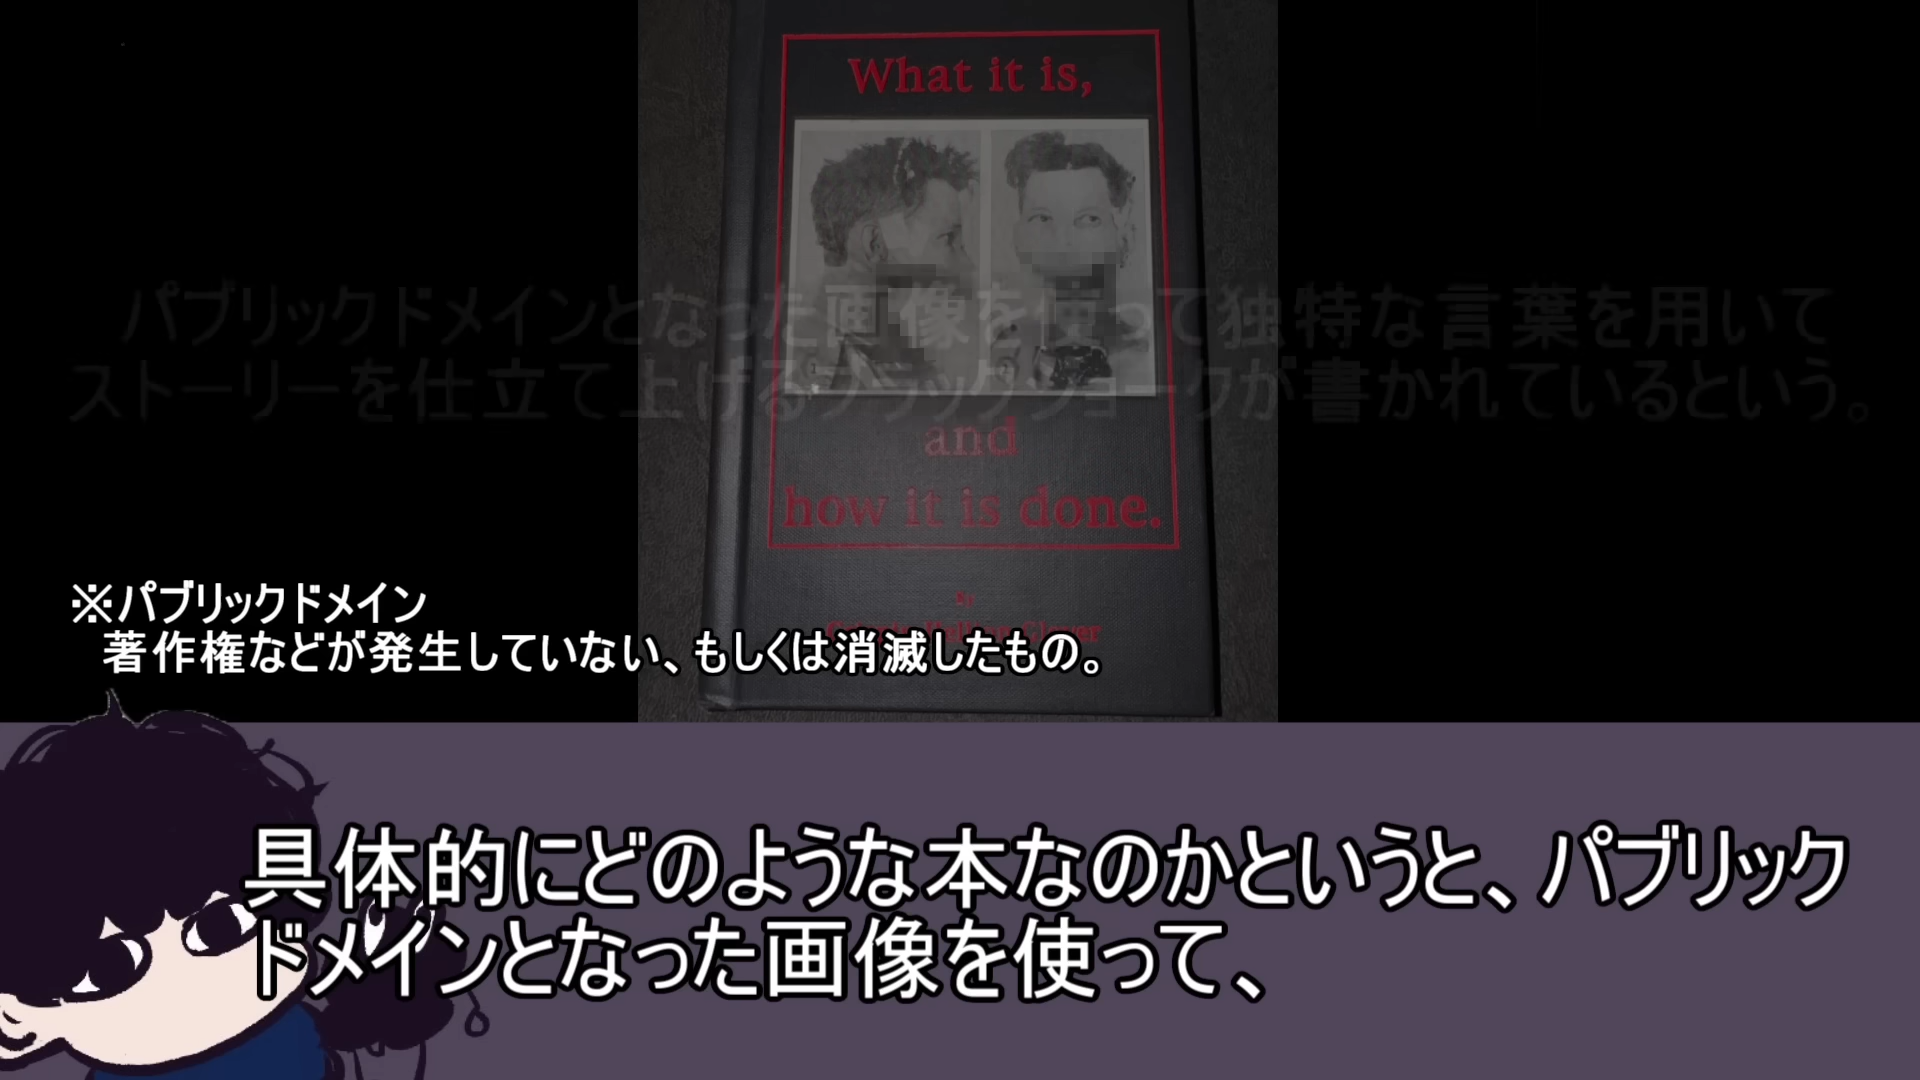 What it is,
パブリックドメインとなった画像を使って独特な言葉を用いて
ストーリーを仕立て上げるブラックジョークが書かれているという。
and
how it is done.
By
Glover
※パブリックドメイン
著作権などが発生していない、もしくは消滅したもの。
具体的にどのような本なのかというと、パブリック
ドメインとなった画像を使って、